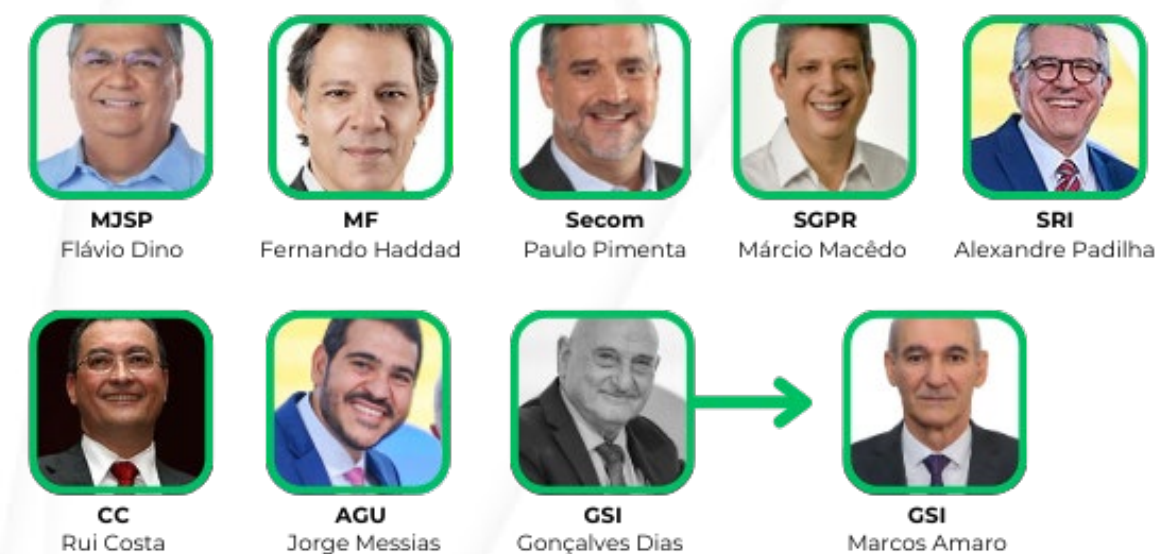 MJSP
Flávio Dino
MF
Fernando Haddad
Secom
Paulo Pimenta
SGPR
Márcio Macêdo
SRI
Alexandre Padilha
CC
Rui Costa
AGU
Jorge Messias
GSI
Gonçalves Dias
GSI
Marcos Amaro